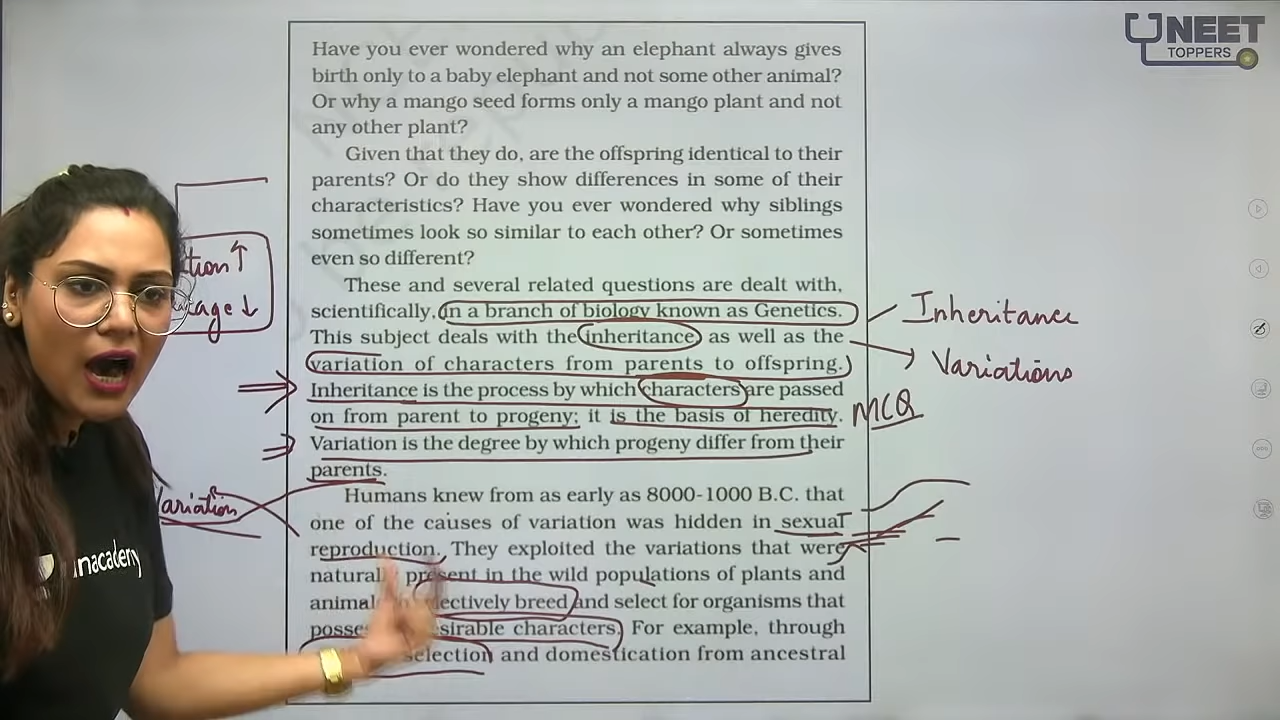 NEET
TOPPERS
Have you ever wondered why an elephant always gives
birth only to a baby elephant and not some other animal?
Or why a mango seed forms only a mango plant and not
any other plant?
Given that they do, are the offspring identical to their
parents? Or do they show differences in some of their
characteristics? Have you ever wondered why siblings
sometimes look so similar to each other? Or sometimes
even so different?
These and several related questions are dealt with,
scientifically, in a branch of biology known as Genetics.
This subject deals with the inheritance, as well as the
variation of characters from parents to offspring.
Inheritance is the process by which characters are passed
on from parent to progeny; it is the basis of heredity.
Variation is the degree by which progeny differ from their
parents.
Humans knew from as early as 8000-1000 B.C. that
one of the causes of variation was hidden in sexual
reproduction. They exploited the variations that were
naturally present in the wild populations of plants and
selectively breed and select for organisms that
desirable characters. For example, through
selection and domestication from ancestral
Inheritance
Variations
MCQ
Variation
unacademy